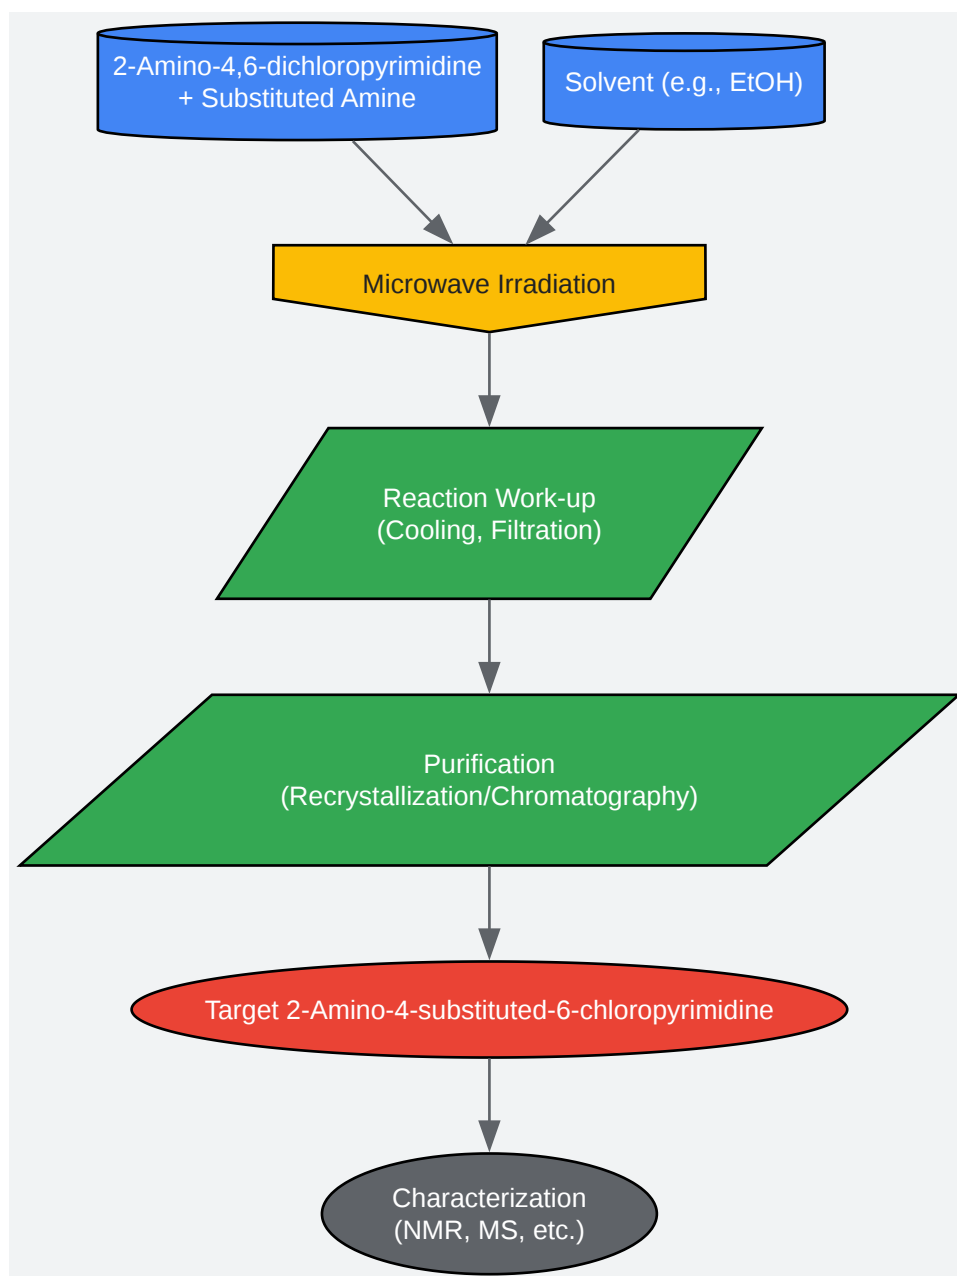 2-Amino-4,6-dichloropyrimidine
+ Substituted Amine
Solvent (e.g., EtOH)
Microwave Irradiation
Reaction Work-up
(Cooling, Filtration)
Purification
(Recrystallization/Chromatography)
Target 2-Amino-4-substituted-6-chloropyrimidine
Characterization
(NMR, MS, etc.)